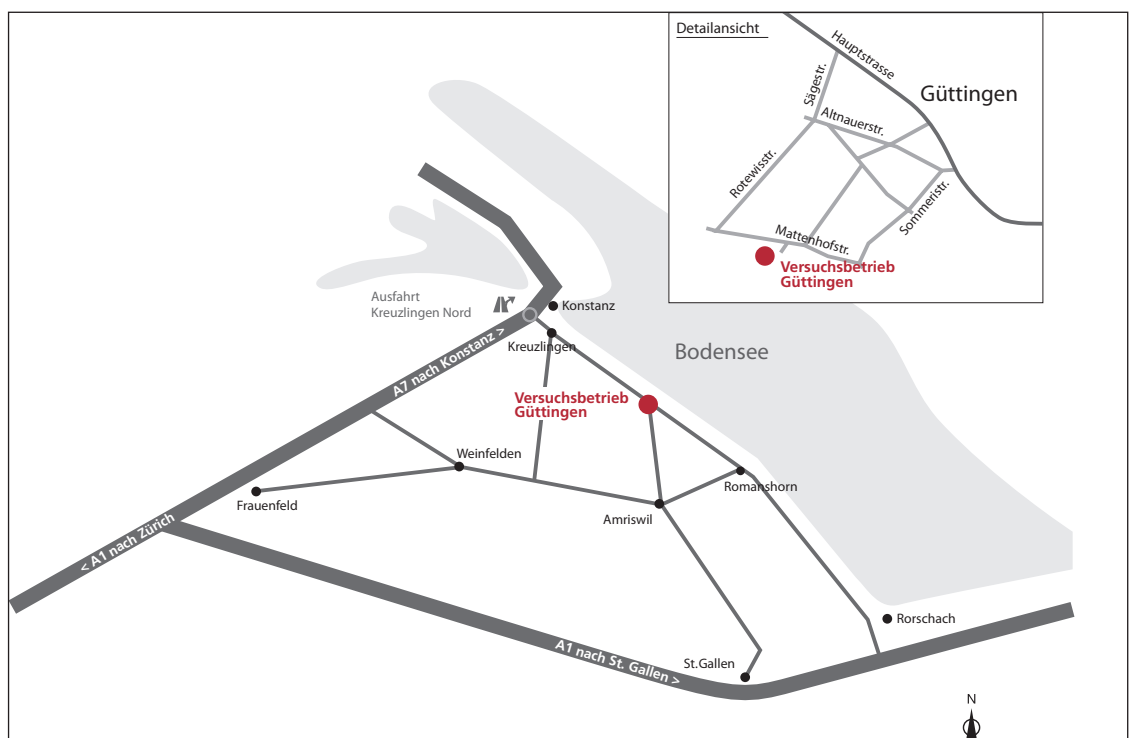 Detailansicht
Hauptstrasse
Sägestr.
Güttingen
Altnauerstr.
Rotewisstr.
Sommeristr.
Mattenhofstr.
Versuchsbetrieb
Güttingen
Ausfahrt
Kreuzlingen Nord
Konstanz
Kreuzlingen
Bodensee
A7 nach Konstanz >
Versuchsbetrieb
Güttingen
Weinfelden
Romanshorn
Frauenfeld
Amriswil
< A1 nach Zürich
Rorschach
A1 nach St. Gallen >
St.Gallen
N